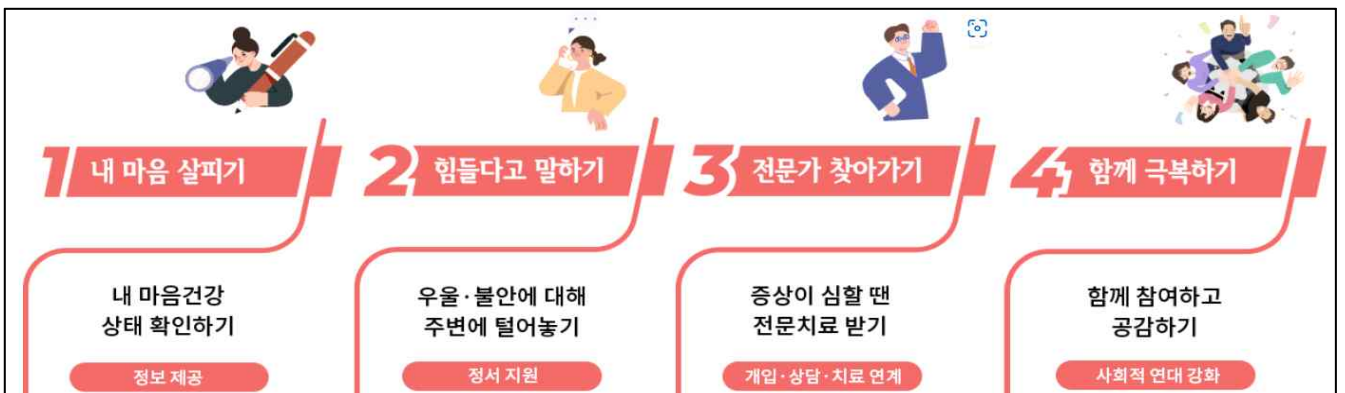 1 내 마음 살피기
내 마음건강
상태 확인하기
정보 제공
2 힘들다고 말하기
우울·불안에 대해
주변에 털어놓기
정서 지원
3 전문가 찾아가기
증상이 심할 땐
전문치료 받기
개입·상담·치료 연계
4 함께 극복하기
함께 참여하고
공감하기
사회적 연대 강화